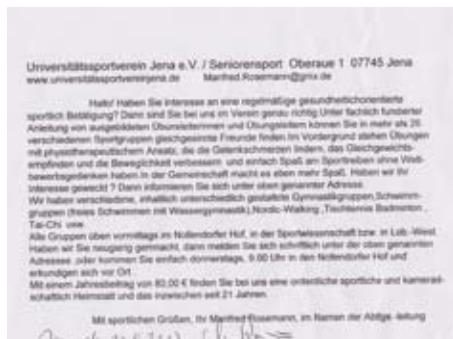 Universitätssportverein Jena e.V. / Seniorensport Oberaue 1 07745 Jena
www.universitätssportvereinjena.de Manfred.Rosemann@gmx.de
Hallo! Haben Sie Interesse an eine regelmäßige gesundheitsorientierte
sportlich Betätigung? Dann sind Sie bei uns im Verein genau richtig Unter fachlich fundierter
Anleitung von ausgebildeten Übunsleiterinnen und Übungsleitern können Sie in mehr als 20
verschiedenen Sportgruppen gleichgesinnte Freunde finden.Im Vordergrund stehen Übungen
mit physiotherapeutischem Ansatz, die die Gelenkschmerzen lindern, das Gleichgewichts-
empfinden und die Beweglichkeit verbessern und einfach Spaß am Sporttreiben ohne Wett-
bewerbsgedenken haben.In der Gemeinschaft macht es eben mehr Spaß. Haben wir Ihr
Interesse geweckt ? Dann informieren Sie sich unter oben genannter Adresse.
Wir haben verschiedene, inhaltlich unterschiedlich gestaltete Gymnastikgruppen,Schwimm-
gruppen (freies Schwimmen mit Wassergymnastik),Nordic-Walking ,Tischtennis Badminton ,
Tai-Chi usw.
Alle Gruppen üben vormittags im Nollendorfer Hof, in der Sportwissenschaft bzw. in Lob.-West.
Haben wir Sie neugierig gemacht, dann melden Sie sich schriftlich unter der oben genannten
Adressse oder kommen Sie einfach donnerstags, 9.00 Uhr in den Nollendorfer Hof und
erkundigen sich vor Ort .
Mit einem Jahresbeitrag von 80,00 € finden Sie bei uns eine ordentliche sportliche und kamerad-
schaftlich Heimstatt und das inzwischen seit 21 Jahren.
Mit sportlichen Grüßen, Ihr Manfred Rosemann, im Namen der Abtlge.-leitung